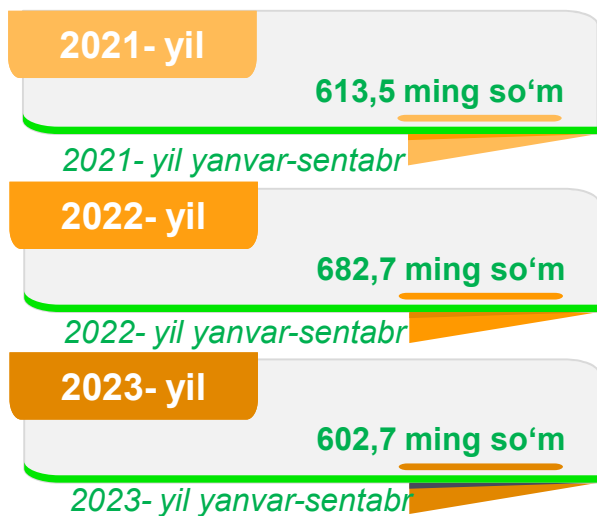 2021- yil
613,5 ming so‘m
2021- yil yanvar-sentabr
2022- yil
682,7 ming so‘m
2022- yil yanvar-sentabr
2023- yil
602,7 ming so‘m
2023- yil yanvar-sentabr